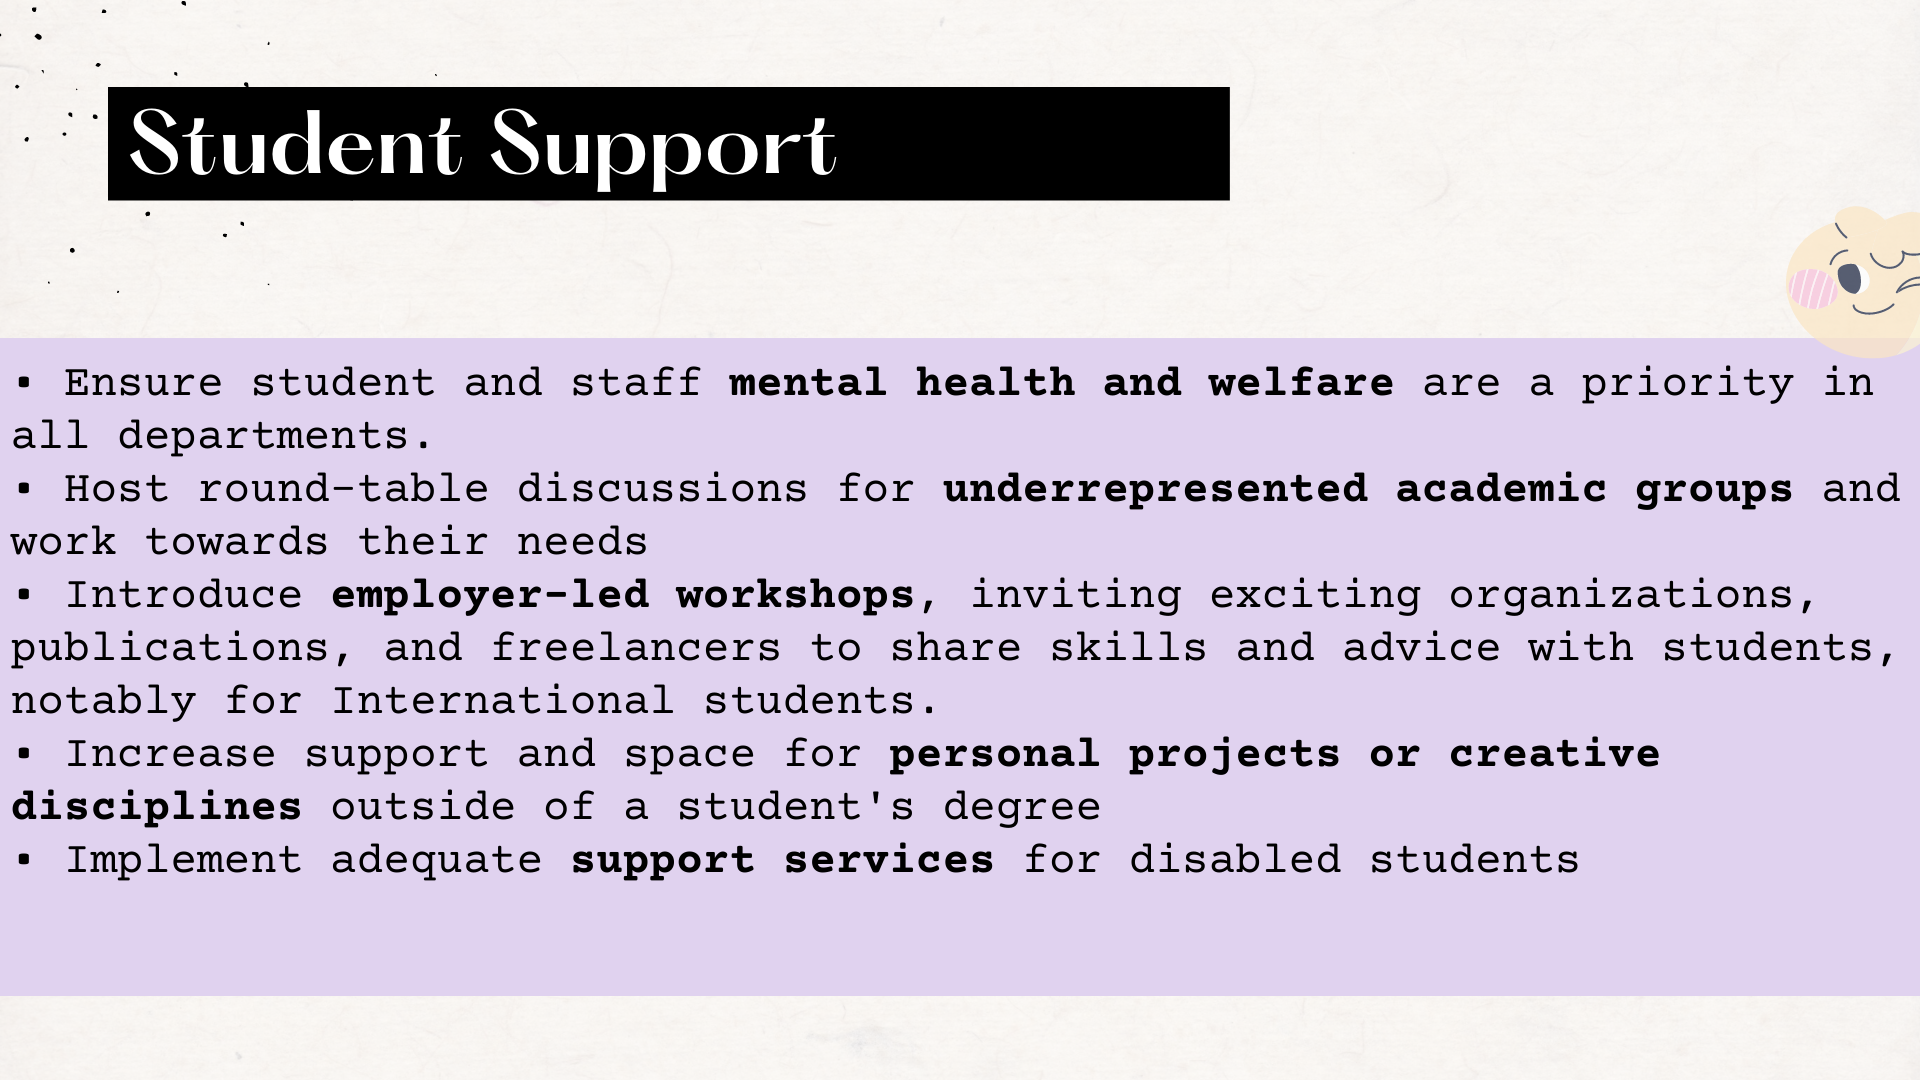 Student Support
• Ensure student and staff mental health and welfare are a priority in
all departments.
• Host round-table discussions for underrepresented academic groups and
work towards their needs
• Introduce employer-led workshops, inviting exciting organizations,
publications, and freelancers to share skills and advice with students,
notably for International students.
• Increase support and space for personal projects or creative
disciplines outside of a student's degree
• Implement adequate support services for disabled students